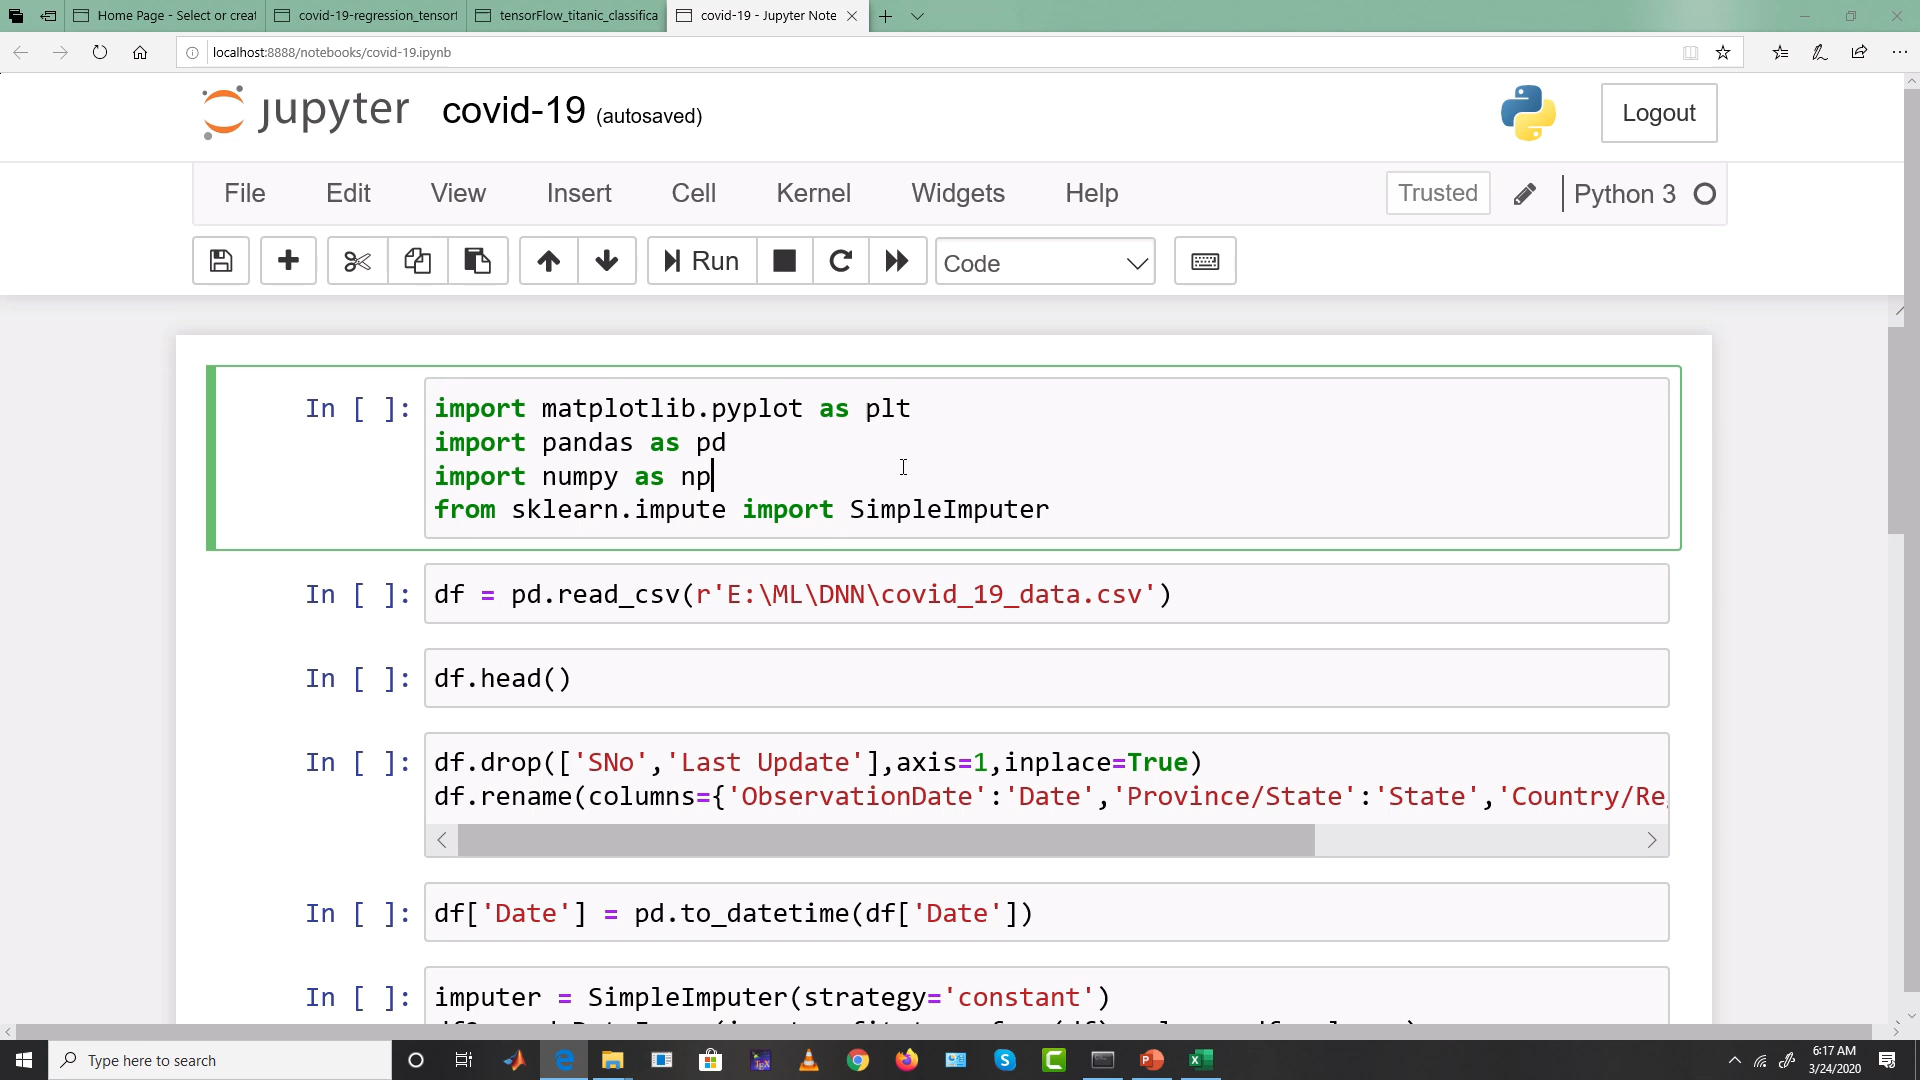 Home Page - Select or creat
covid-19-regression_tensorf
tensorFlow_titanic_classifica
covid-19 - Jupyter Note
localhost:8888/notebooks/covid-19.ipynb
jupyter covid-19 (autosaved)
Logout
File Edit View Insert Cell Kernel Widgets Help
Trusted
Python 3
Run
Code
In [ ]: import matplotlib.pyplot as plt
import pandas as pd
import numpy as np
from sklearn.impute import SimpleImputer
In [ ]: df = pd.read_csv(r'E:\ML\DNN\covid_19_data.csv')
In [ ]: df.head()
In [ ]: df.drop(['SNo','Last Update'],axis=1,inplace=True)
df.rename(columns={'ObservationDate':'Date','Province/State':'State','Country/Re
In [ ]: df['Date'] = pd.to_datetime(df['Date'])
In [ ]: imputer = SimpleImputer(strategy='constant')
Type here to search
6:17 AM
3/24/2020